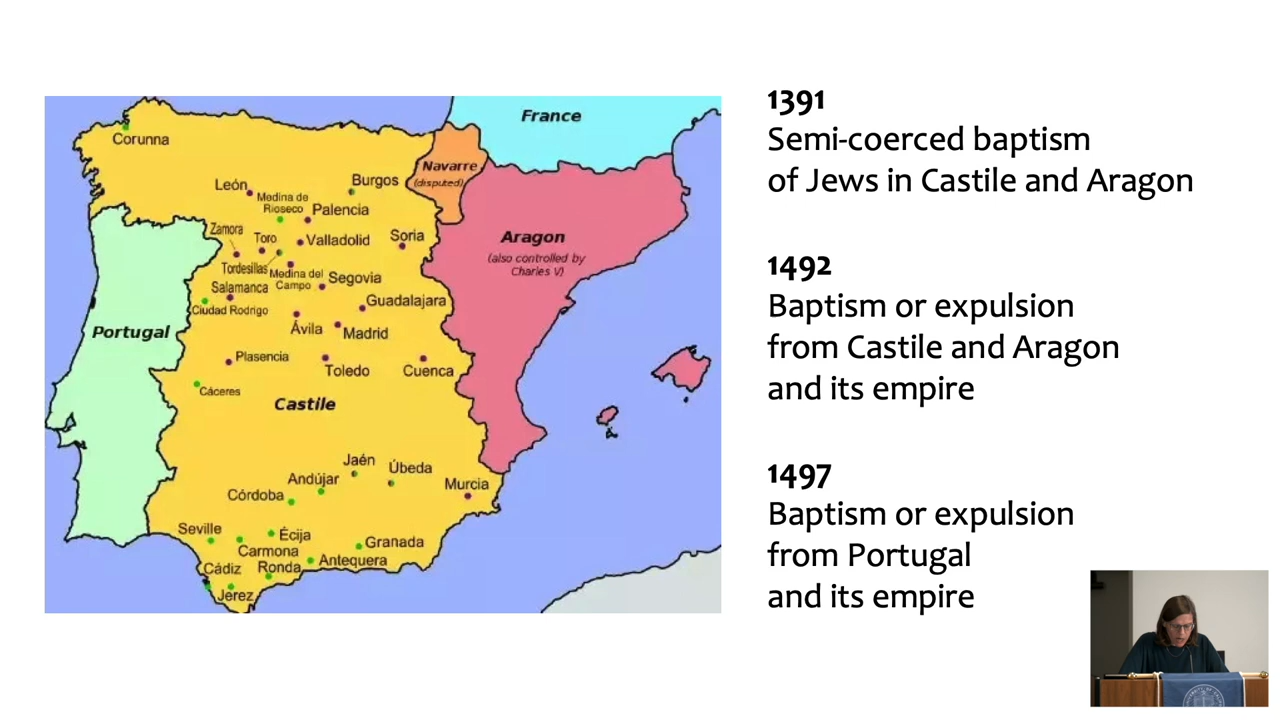 1391
Semi-coerced baptism
of Jews in Castile and Aragon
1492
Baptism or expulsion
from Castile and Aragon
and its empire
1497
Baptism or expulsion
from Portugal
and its empire
France
Corunna
Navarre
(disputed)
León
Burgos
Medina de
Rioseco
Palencia
Zamora
Toro
Valladolid
Soria
Aragon
(also controlled by
Charles V)
Tordesillas
Medina del
Campo
Segovia
Salamanca
Ciudad Rodrigo
Guadalajara
Ávila
Madrid
Portugal
Plasencia
Toledo
Cuenca
Cáceres
Castile
Jaén
Úbeda
Andújar
Murcia
Córdoba
Seville
Écija
Carmona
Granada
Cádiz
Ronda
Antequera
Jerez